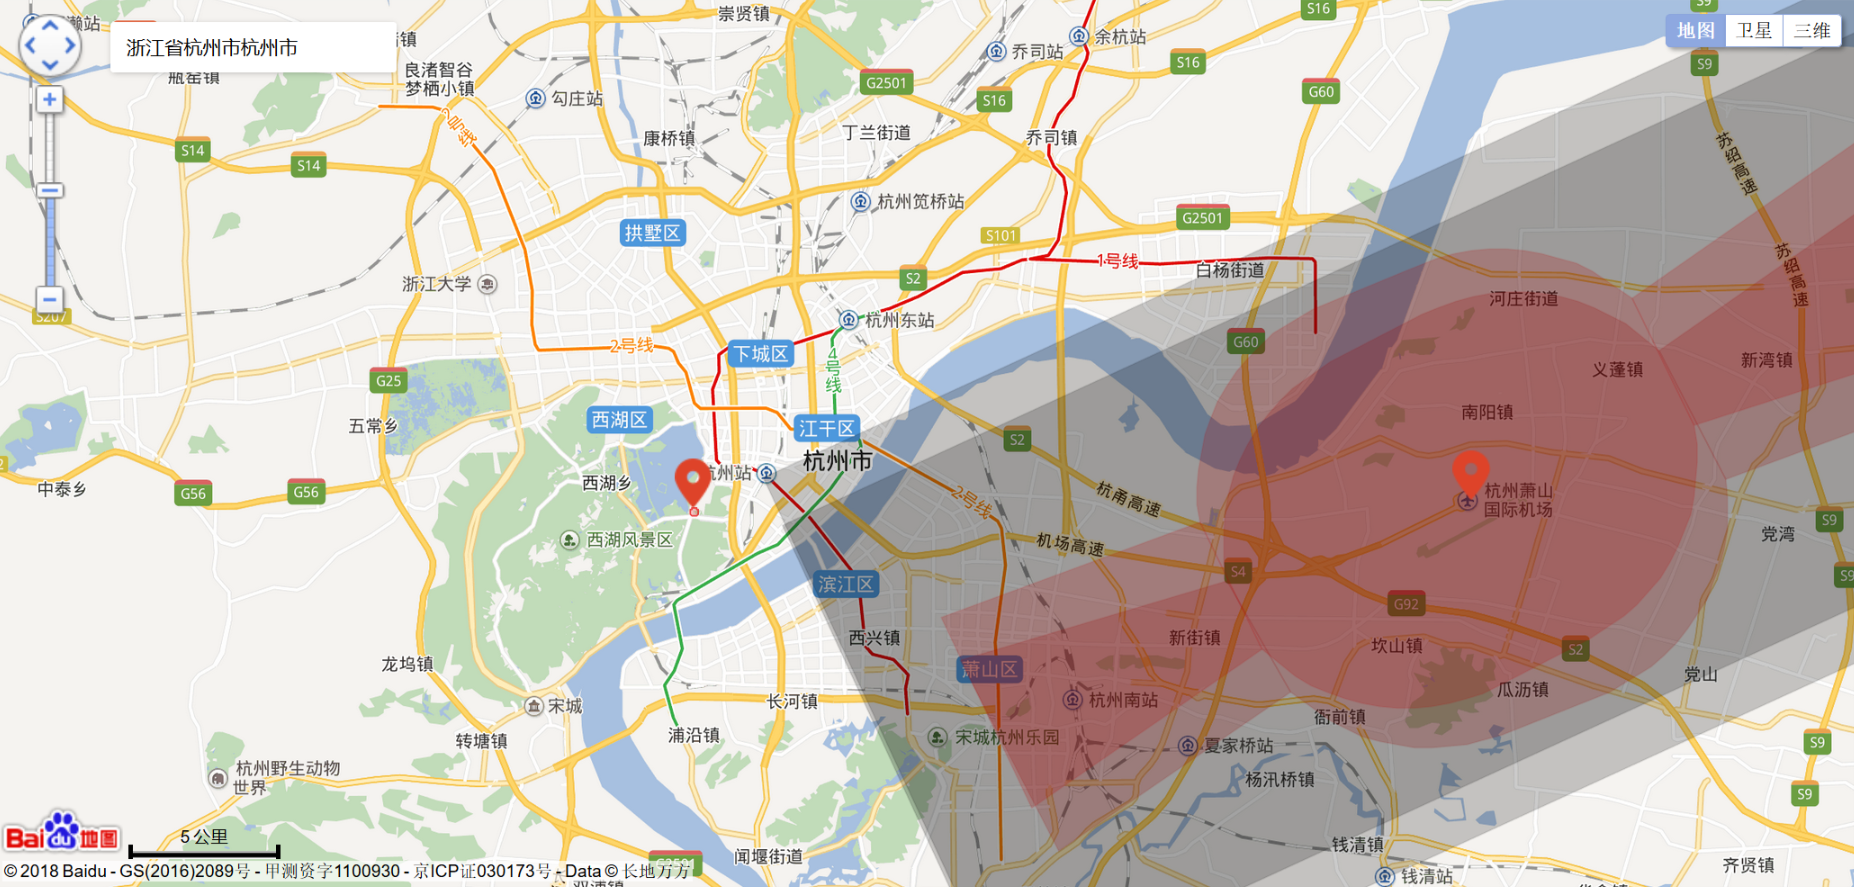 崇贤镇
S16
余杭站
S9
地图
卫星
三维
浙江省杭州市杭州市
乔司站
S16
S9
瓶窑镇
良渚智谷
梦栖小镇
G2501
G60
勾庄站
S16
2号线
康桥镇
丁兰街道
乔司镇
苏绍高速
S14
S14
杭州笕桥站
G2501
拱墅区
S101
苏绍高速
1号线
白杨街道
浙江大学
S2
河庄街道
S207
杭州东站
2号线
G60
下城区
4号线
新湾镇
义蓬镇
G25
西湖区
南阳镇
五常乡
江干区
S2
杭州市
杭州站
西湖乡
中泰乡
G56
G56
2号线
杭甬高速
杭州萧山
国际机场
S9
西湖风景区
机场高速
党湾
滨江区
S4
S9
G92
西兴镇
新街镇
坎山镇
S2
龙坞镇
萧山区
党山
瓜沥镇
宋城
长河镇
杭州南站
衙前镇
转塘镇
浦沿镇
宋城杭州乐园
夏家桥站
S9
杭州野生动物
世界
杨汛桥镇
S9
Baidu地图
5公里
钱清镇
闻堰街道
齐贤镇
© 2018 Baidu - GS(2016)2089号 - 甲测资字1100930 - 京ICP证030173号 - Data © 长地万方
钱清站